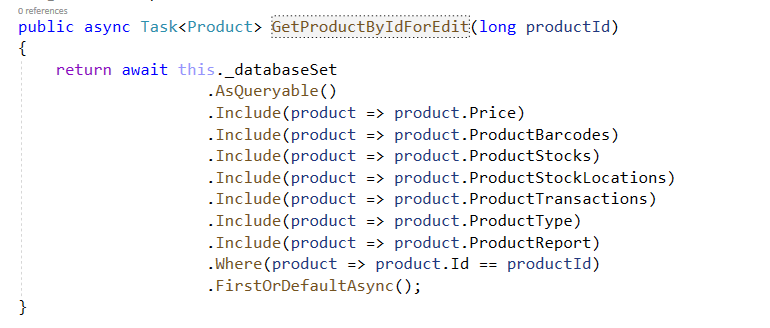 0 references
public async Task<Product> GetProductByIdForEdit(long productId)
{
    return await this._databaseSet
                    .AsQueryable()
                    .Include(product => product.Price)
                    .Include(product => product.ProductBarcodes)
                    .Include(product => product.ProductStocks)
                    .Include(product => product.ProductStockLocations)
                    .Include(product => product.ProductTransactions)
                    .Include(product => product.ProductType)
                    .Include(product => product.ProductReport)
                    .Where(product => product.Id == productId)
                    .FirstOrDefaultAsync();
}